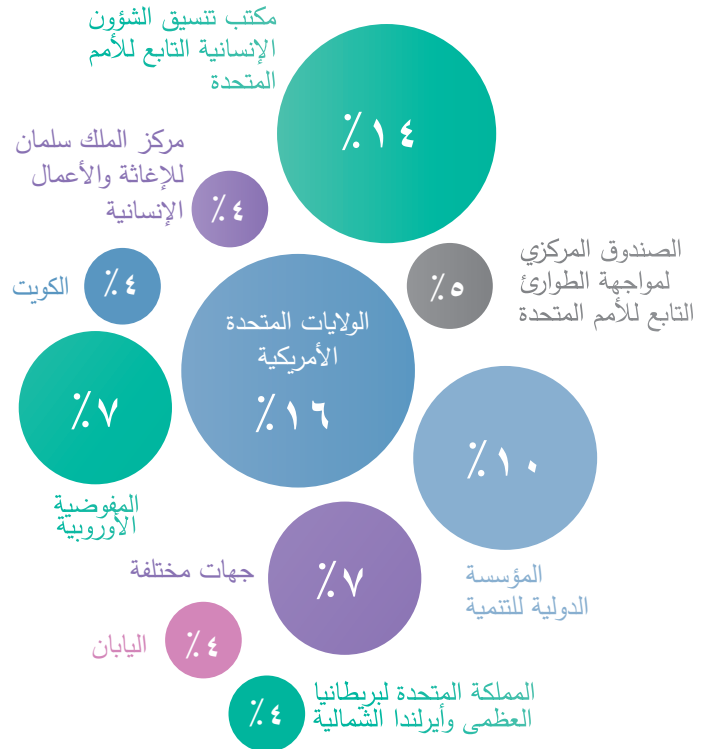 مكتب تنسيق الشؤون
الإنسانية التابع للأمم
المتحدة
٪١٤
مركز الملك سلمان
للإغاثة والأعمال
الإنسانية
٪٤
الصندوق المركزي
لمواجهة الطوارئ
التابع للأمم المتحدة
٪٥
الكويت
٪٤
الولايات المتحدة
الأمريكية
٪١٦
٪٧
المفوضية
الأوروبية
٪١٠
المؤسسة
الدولية للتنمية
جهات مختلفة
٪٧
اليابان
٪٤
المملكة المتحدة لبريطانيا
العظمى وأيرلندا الشمالية
٪٤